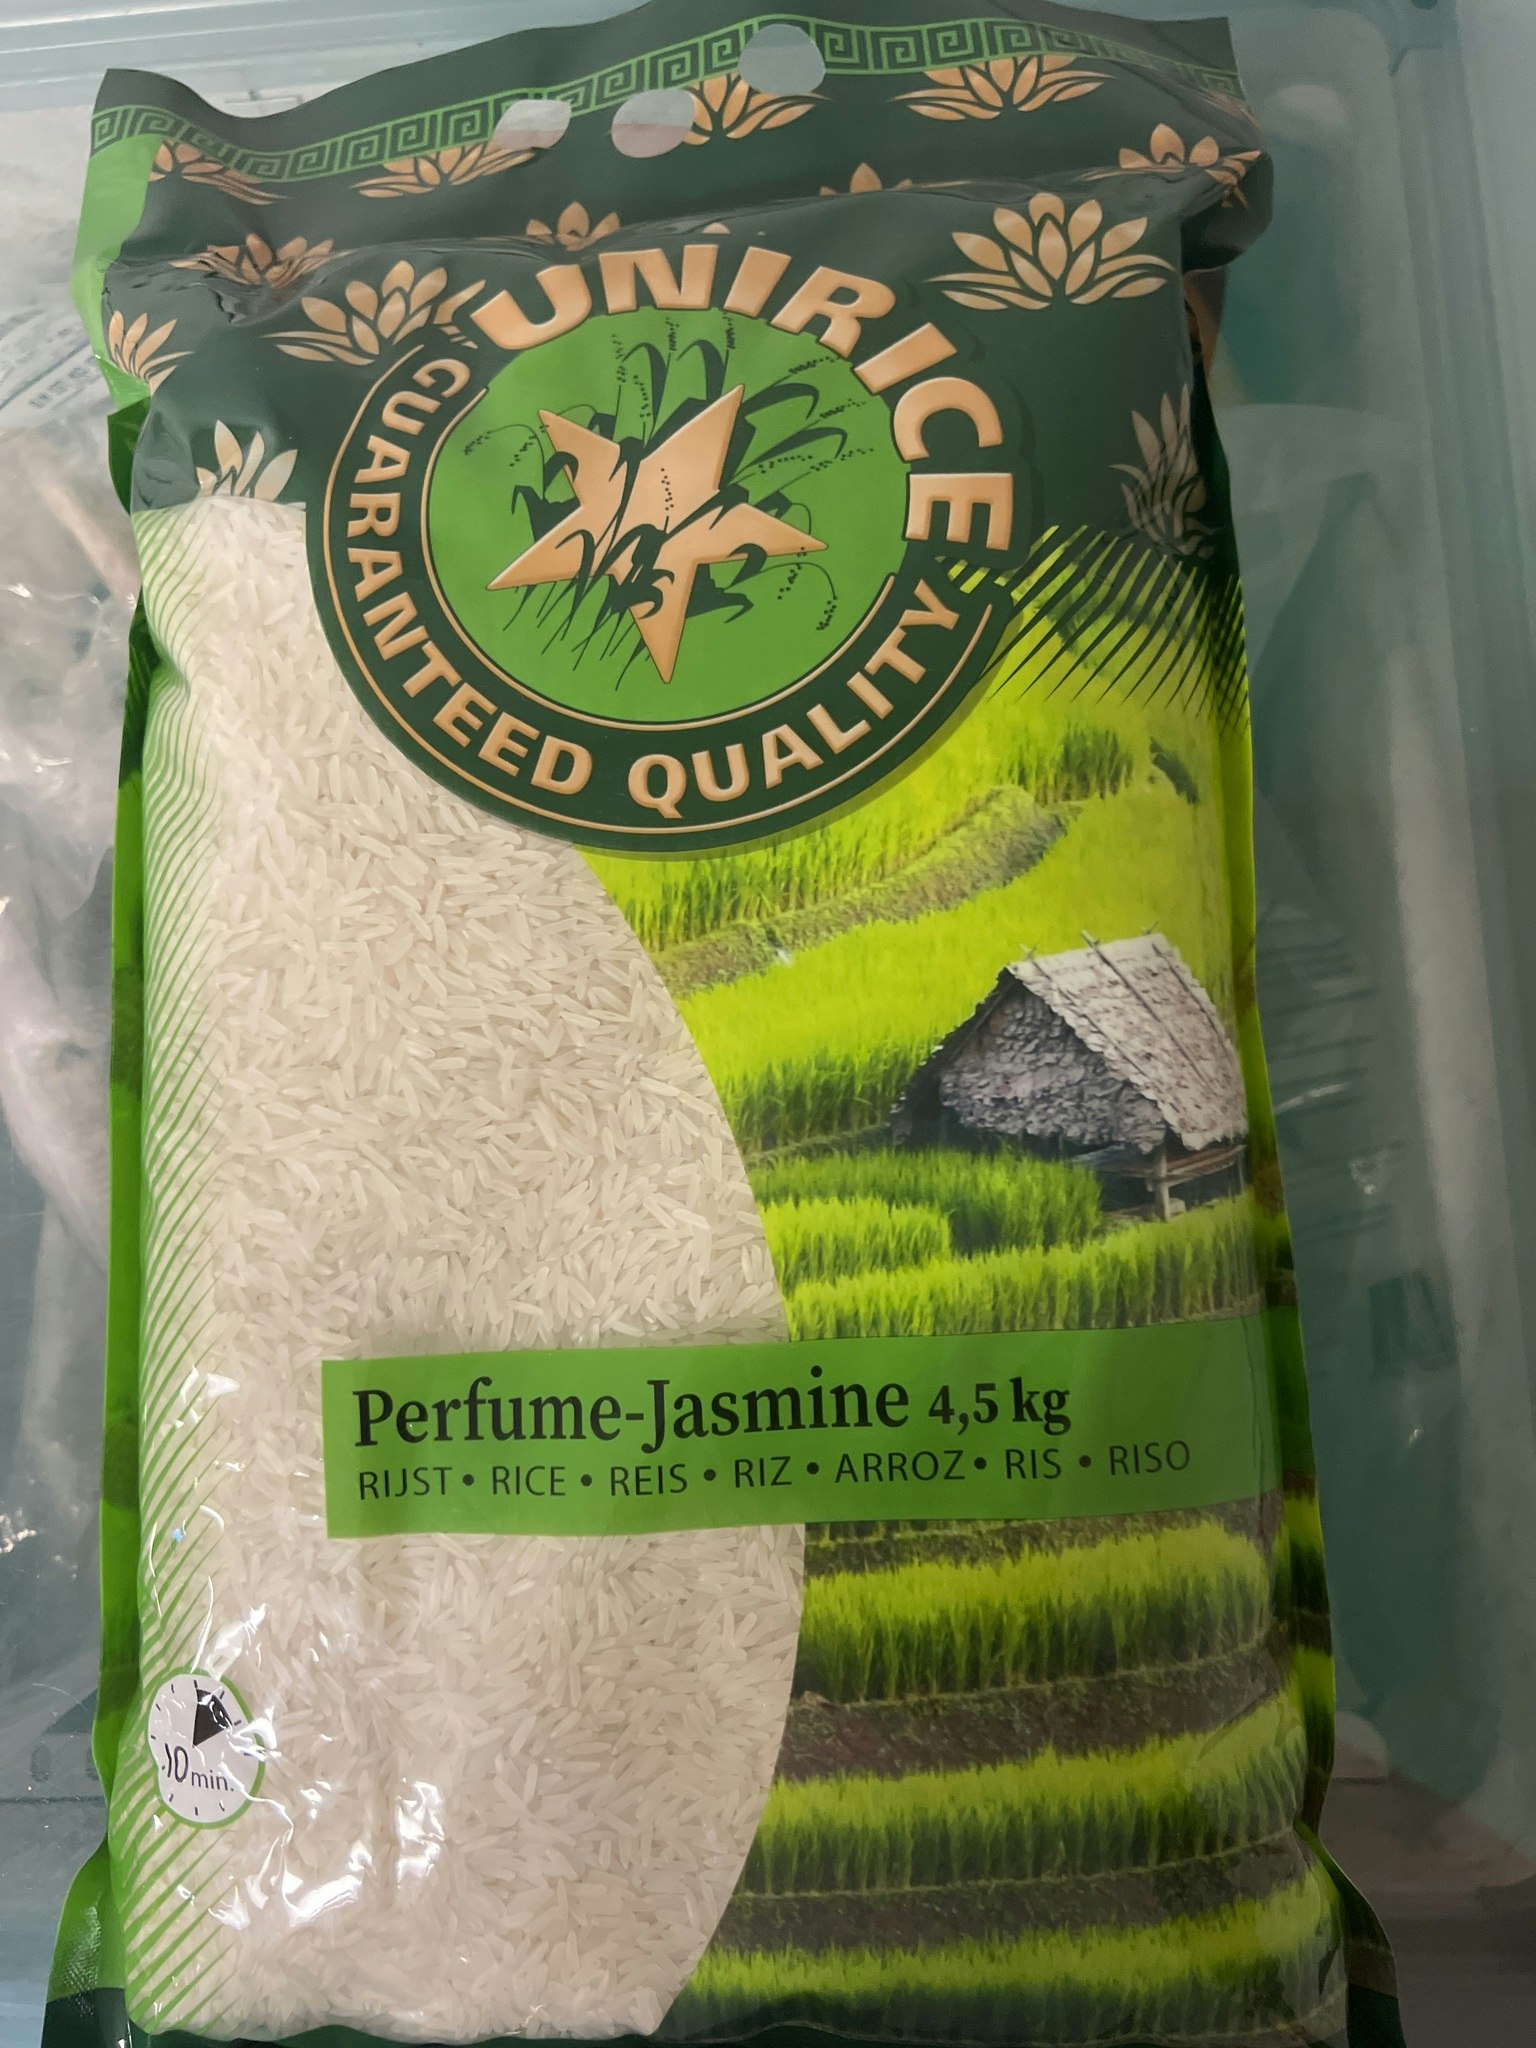 UNIRICE
GUARANTEED QUALITY
Perfume-Jasmine 4,5 kg
RIJST • RICE • REIS • RIZ • ARROZ • RIS • RISO
10 min.